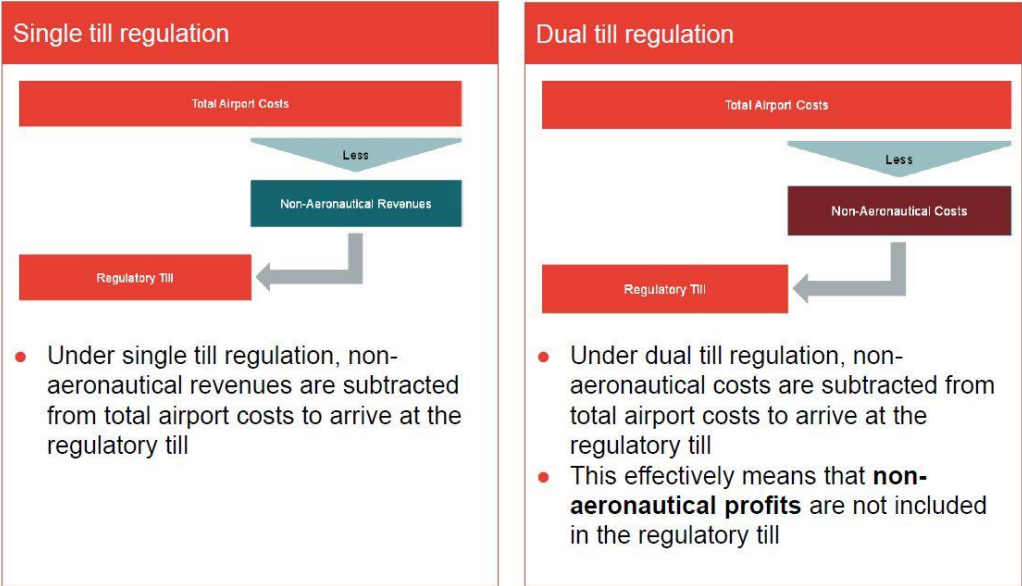 Single till regulation
Total Airport Costs
Less
Non-Aeronautical Revenues
Regulatory Till
● Under single till regulation, non-
aeronautical revenues are subtracted
from total airport costs to arrive at the
regulatory till
Dual till regulation
Total Airport Costs
Less
Non-Aeronautical Costs
Regulatory Till
● Under dual till regulation, non-
aeronautical costs are subtracted from
total airport costs to arrive at the
regulatory till
● This effectively means that non-
aeronautical profits are not included
in the regulatory till